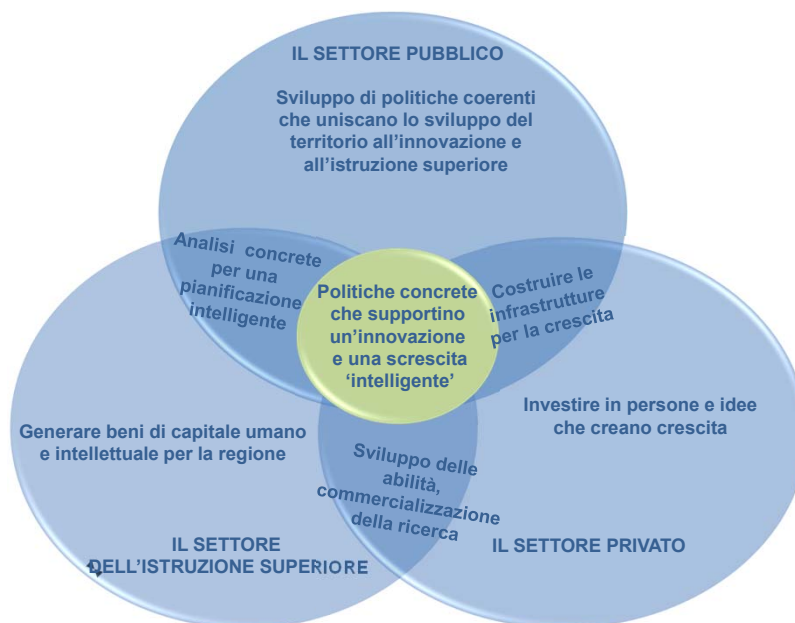 IL SETTORE PUBBLICO
Sviluppo di politiche coerenti
che uniscano lo sviluppo del
territorio all’innovazione e
all’istruzione superiore
Analisi concrete
per una
pianificazione
intelligente
Politiche concrete
che supportino
un’innovazione
e una screscita
‘intelligente’
Costruire le
infrastrutture
per la crescita
Generare beni di capitale umano
e intellettuale per la regione
Investire in persone e idee
che creano crescita
Sviluppo delle
abilità,
commercializzazione
della ricerca
IL SETTORE
DELL’ISTRUZIONE SUPERIORE
IL SETTORE PRIVATO